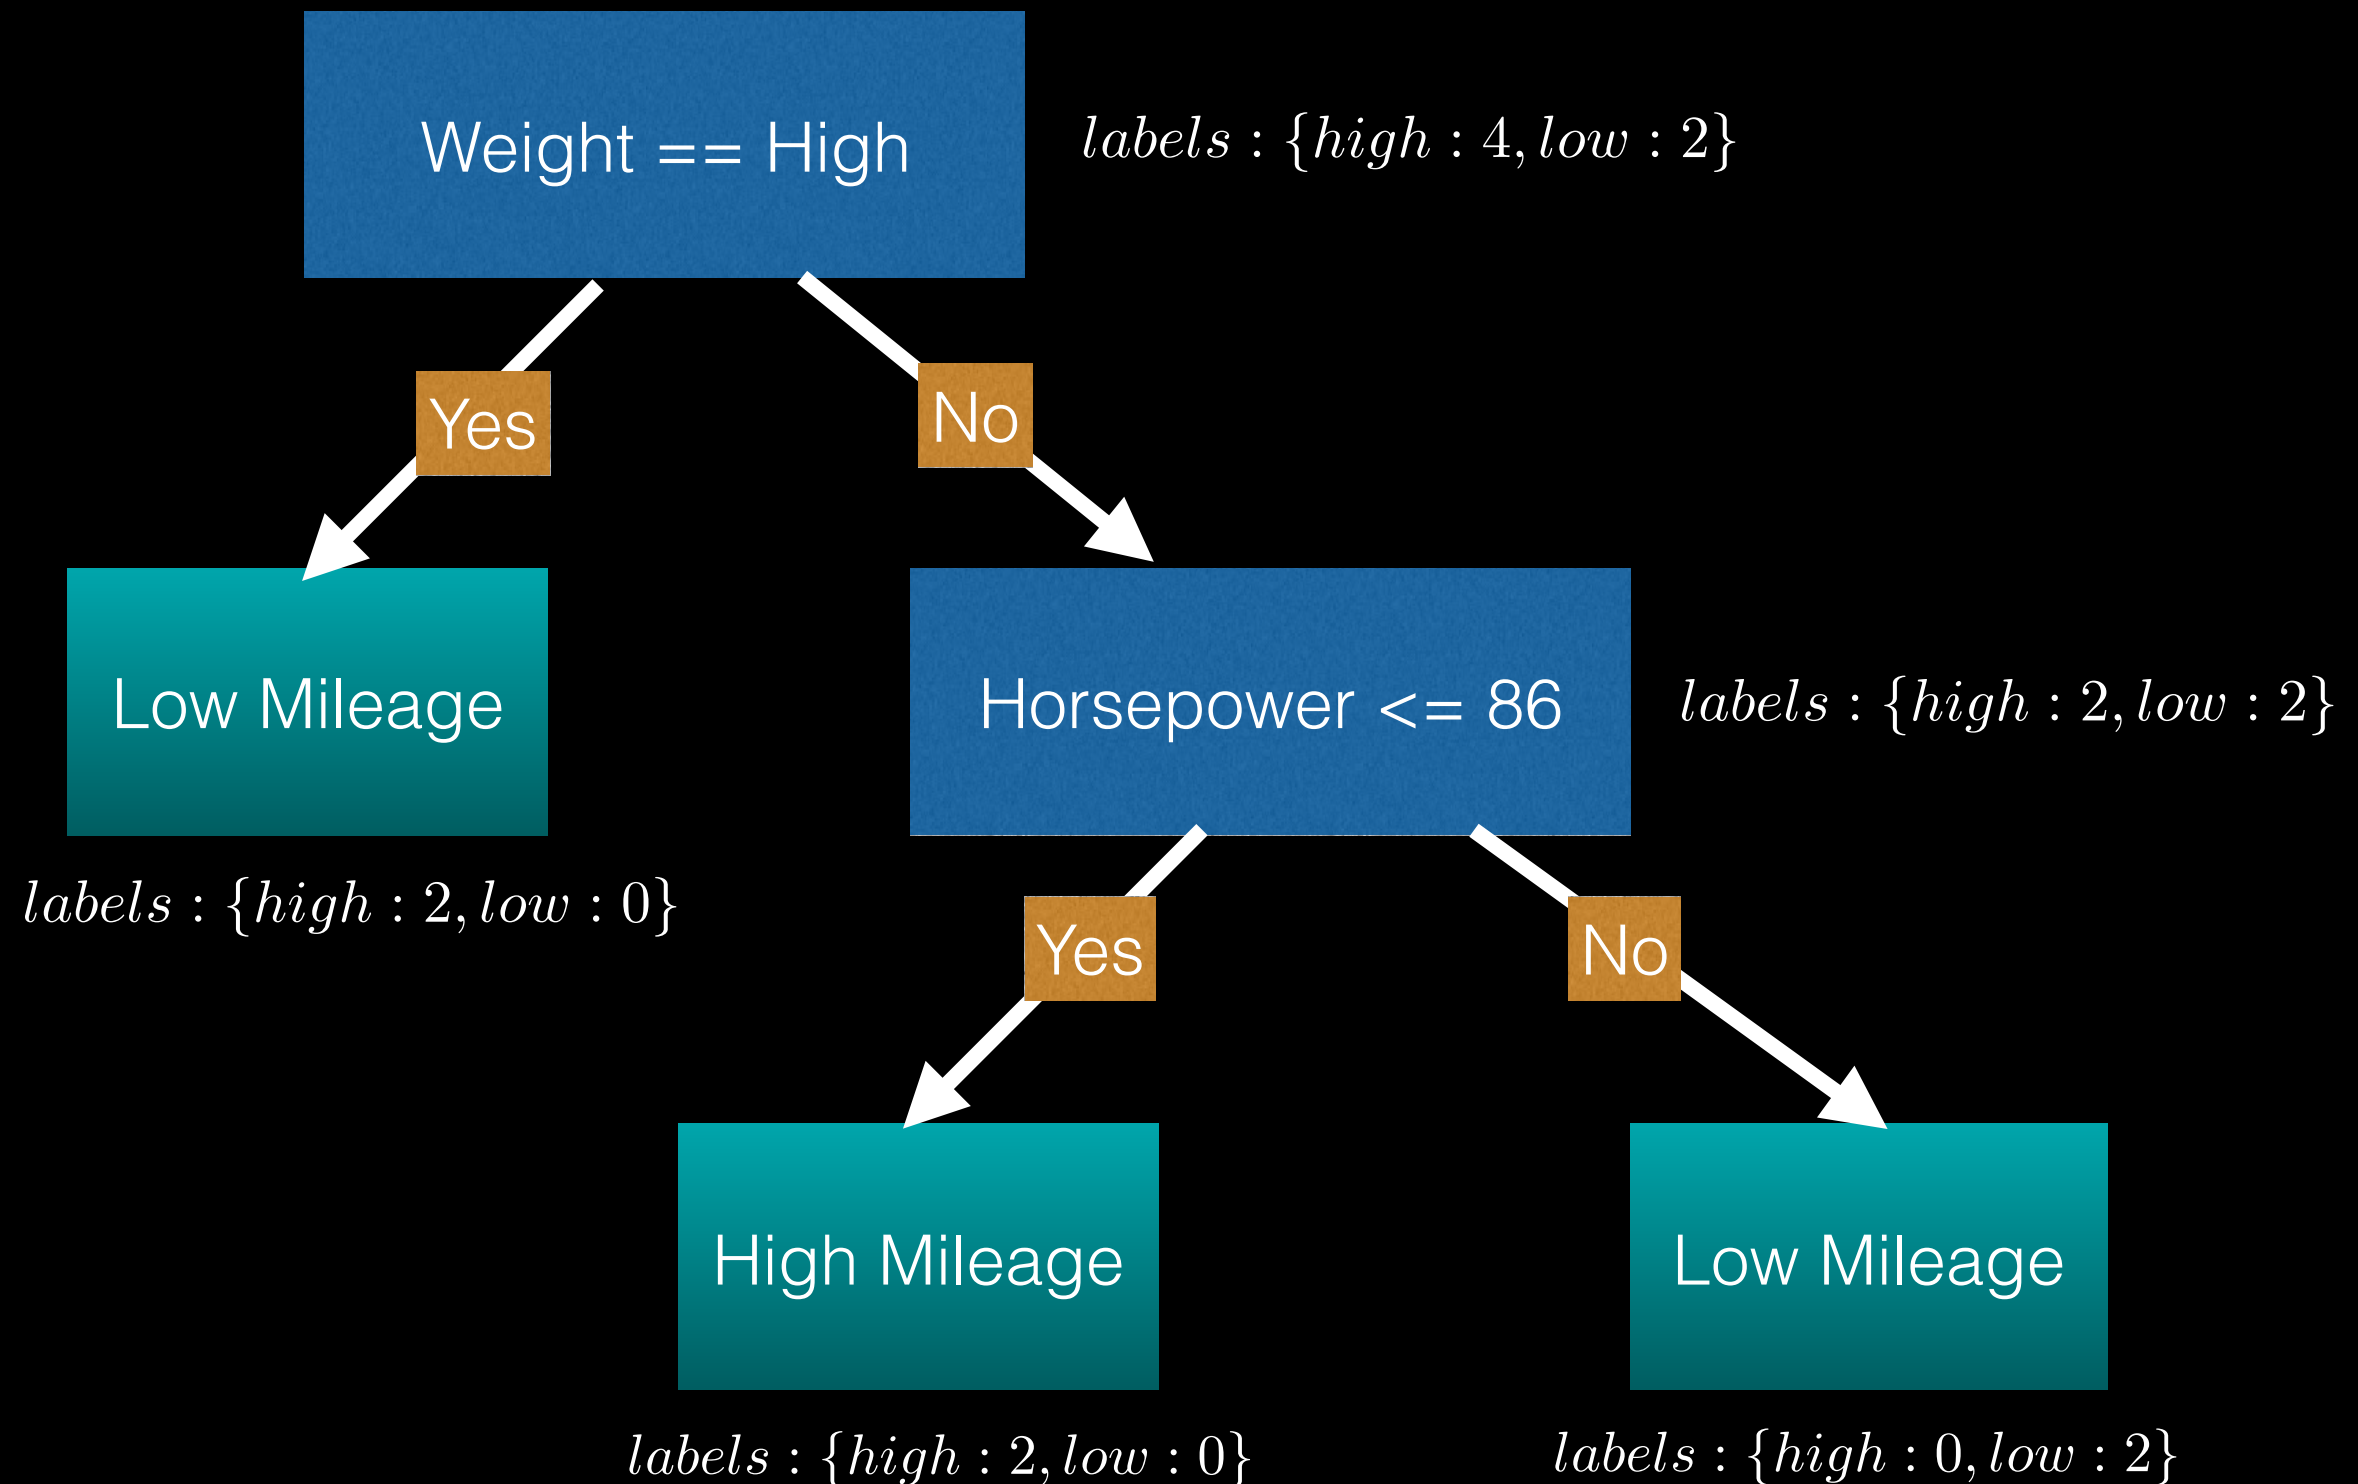 Weight == High
labels : {high : 4, low : 2}
Yes
No
Low Mileage
labels : {high : 2, low : 0}
Horsepower <= 86
labels : {high : 2, low : 2}
Yes
No
High Mileage
labels : {high : 2, low : 0}
Low Mileage
labels : {high : 0, low : 2}